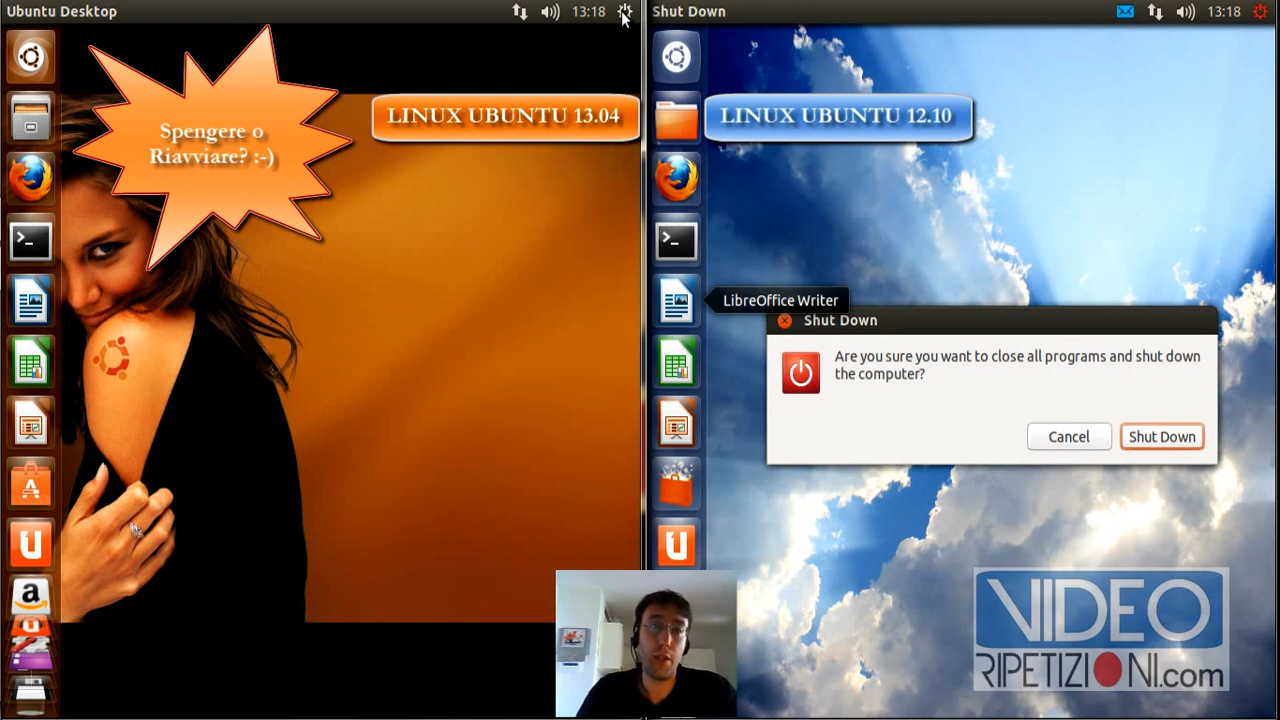 Ubuntu Desktop
13:18
Shut Down
13:18
Spengere o
Riavviare? :-)
LINUX UBUNTU 13.04
LINUX UBUNTU 12.10
LibreOffice Writer
Shut Down
Are you sure you want to close all programs and shut down
the computer?
Cancel
Shut Down
VIDEO
RIPETIZIONI.com